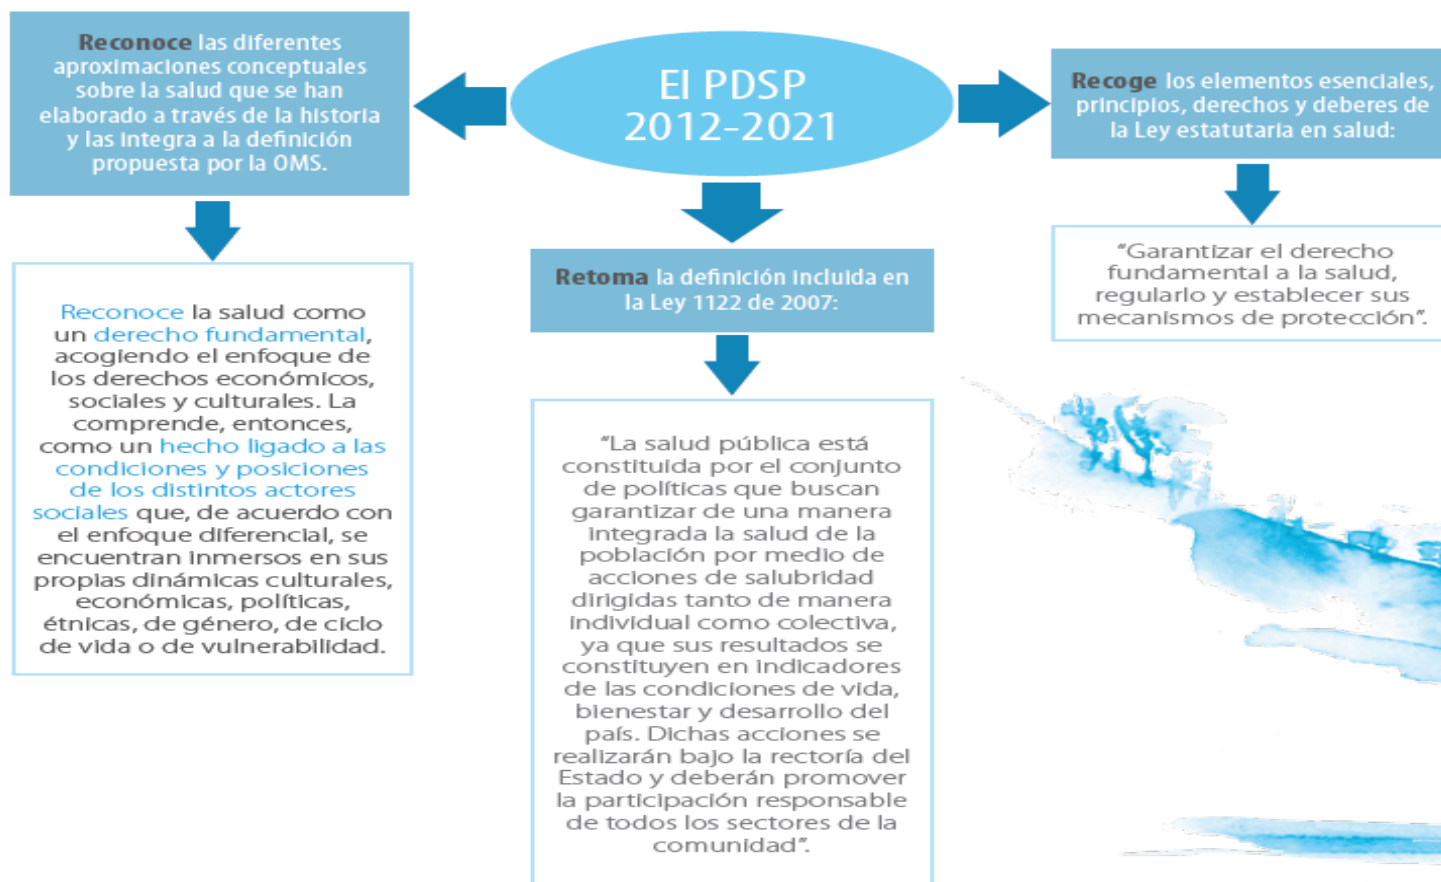 Reconoce las diferentes
aproximaciones conceptuales
sobre la salud que se han
elaborado a través de la historia
y las integra a la definición
propuesta por la OMS.
Reconoce la salud como
un derecho fundamental,
acogiendo el enfoque de
los derechos económicos,
sociales y culturales. La
comprende, entonces,
como un hecho ligado a las
condiciones y posiciones
de los distintos actores
sociales que, de acuerdo con
el enfoque diferencial, se
encuentran inmersos en sus
propias dinámicas culturales,
económicas, políticas,
étnicas, de género, de ciclo
de vida o de vulnerabilidad.
El PDSP
2012-2021
Retoma la definición incluida en
la Ley 1122 de 2007:
“La salud pública está
constituida por el conjunto
de políticas que buscan
garantizar de una manera
integrada la salud de la
población por medio de
acciones de salubridad
dirigidas tanto de manera
individual como colectiva,
ya que sus resultados se
constituyen en indicadores
de las condiciones de vida,
bienestar y desarrollo del
país. Dichas acciones se
realizarán bajo la rectoría del
Estado y deberán promover
la participación responsable
de todos los sectores de la
comunidad”.
Recoge los elementos esenciales,
principios, derechos y deberes de
la Ley estatutaria en salud:
“Garantizar el derecho
fundamental a la salud,
regularlo y establecer sus
mecanismos de protección”.